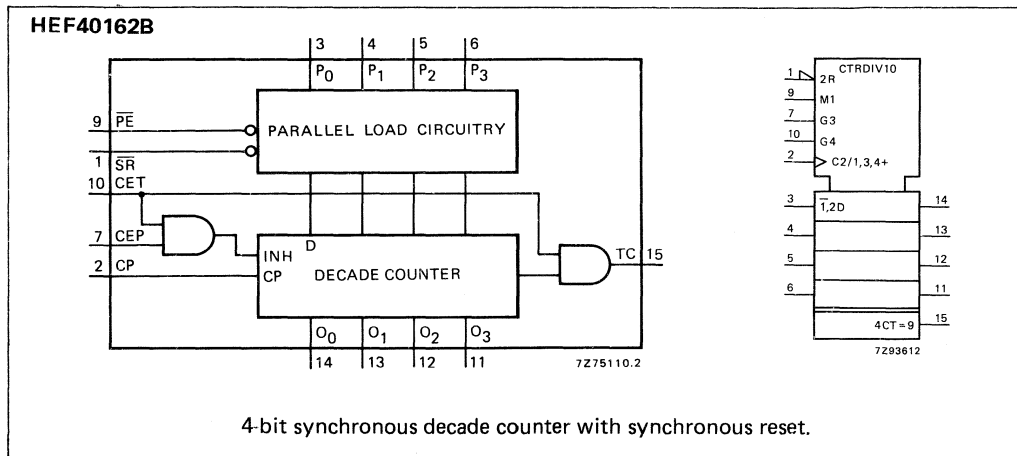 HEF40162B
3 4 5 6
P0 P1 P2 P3
9 PE
PARALLEL LOAD CIRCUITRY
1 SR
10 CET
7 CEP
2 CP
D
INH
CP
DECADE COUNTER
TC 15
O0 O1 O2 O3
14 13 12 11
7Z75110.2
CTRDIV10
1 2R
9 M1
7 G3
10 G4
2 C2/1,3,4+
3 1̅,2D 14
4 13
5 12
6 11
4CT=9 15
7Z93612
4-bit synchronous decade counter with synchronous reset.